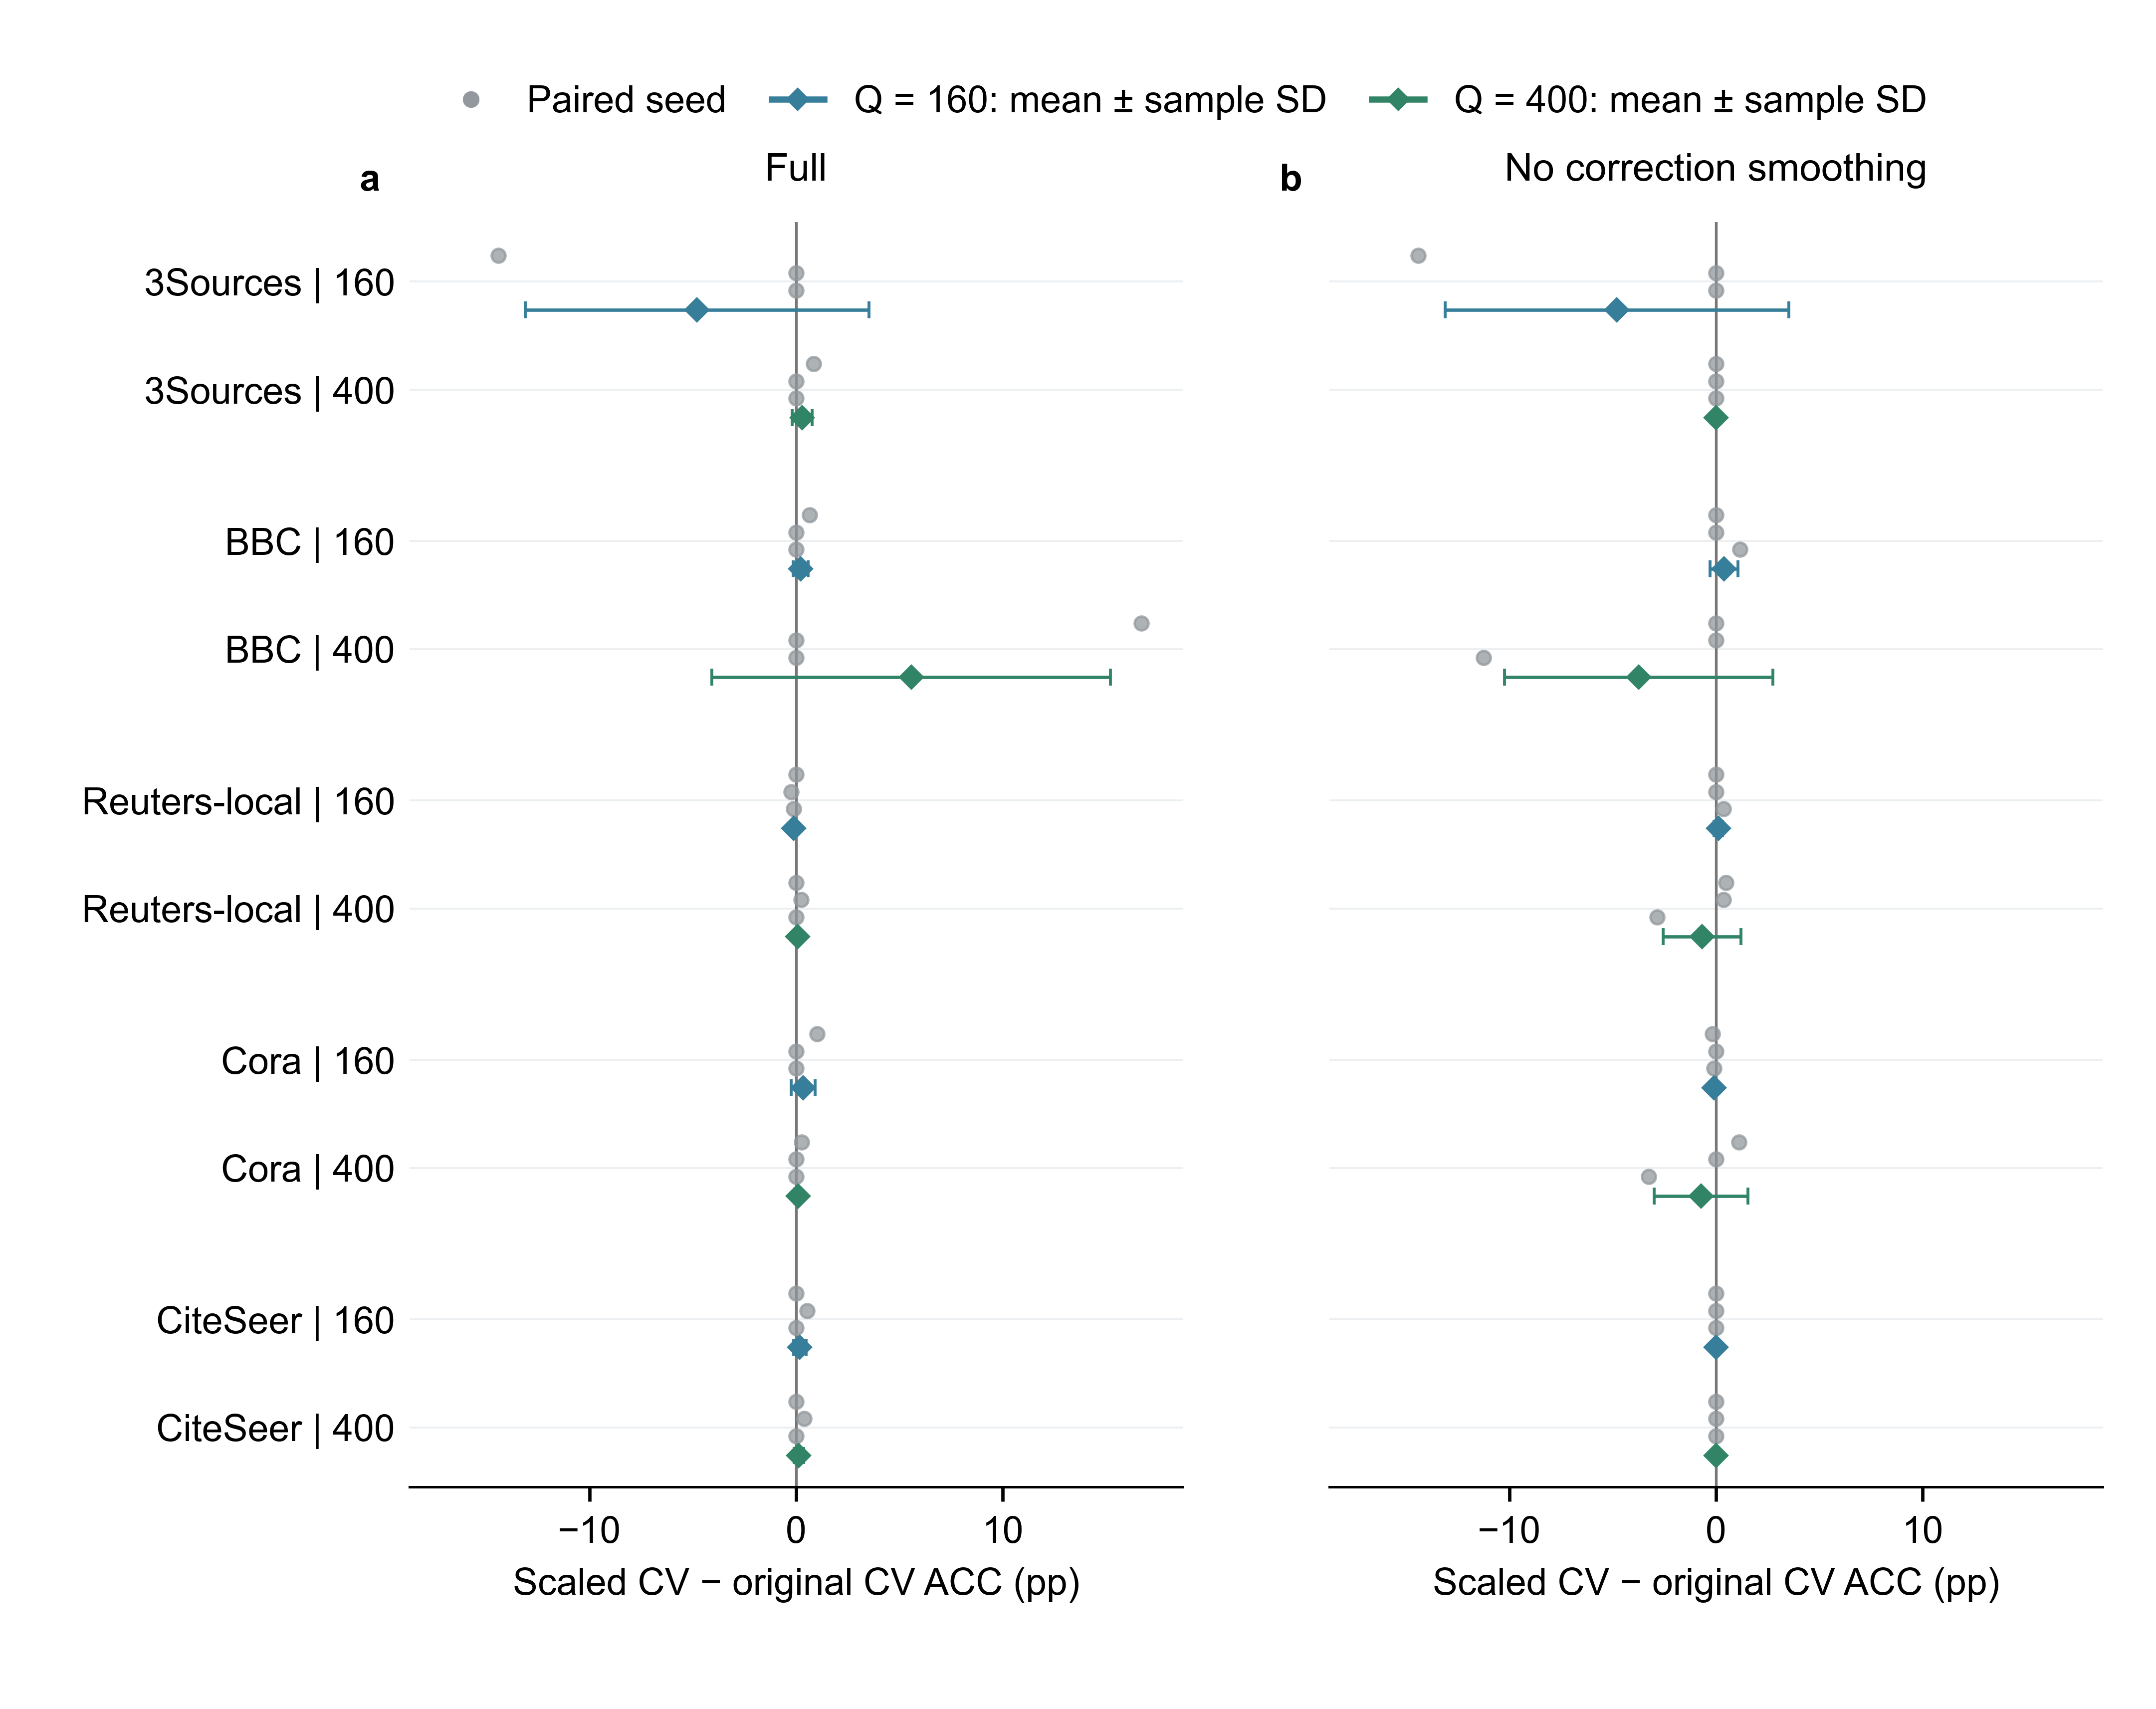 Paired seed
Q = 160: mean ± sample SD
Q = 400: mean ± sample SD
a
Full
b
No correction smoothing
3Sources | 160
3Sources | 400
BBC | 160
BBC | 400
Reuters-local | 160
Reuters-local | 400
Cora | 160
Cora | 400
CiteSeer | 160
CiteSeer | 400
−10 0 10
−10 0 10
Scaled CV − original CV ACC (pp)
Scaled CV − original CV ACC (pp)